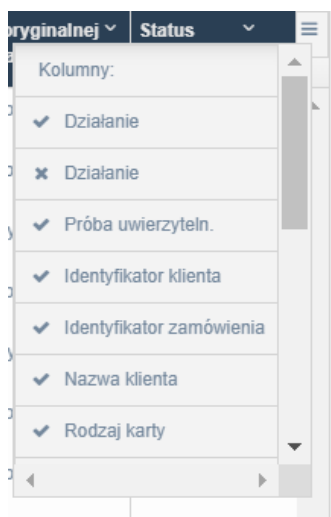 oryginalnej Status
Kolumny:
Działanie
Działanie
Próba uwierzyteln.
Identyfikator klienta
Identyfikator zamówienia
Nazwa klienta
Rodzaj karty